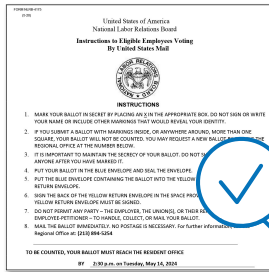 FORM NLRB-4175
United States of America
National Labor Relations Board
Instructions to Eligible Employees Voting
By United States Mail
INSTRUCTIONS
1. MARK YOUR BALLOT IN SECRET BY PLACING AN X IN THE APPROPRIATE BOX. DO NOT SIGN OR WRITE
YOUR NAME OR INCLUDE OTHER MARKINGS THAT WOULD REVEAL YOUR IDENTITY.
2. IF YOU SUBMIT A BALLOT WITH MARKINGS INSIDE, OR ANYWHERE AROUND, MORE THAN ONE
SQUARE, YOUR BALLOT WILL NOT BE COUNTED. YOU MAY REQUEST A NEW BALLOT BY
REGIONAL OFFICE AT THE NUMBER BELOW.
3. IT IS IMPORTANT TO MAINTAIN THE SECRECY OF YOUR BALLOT. DO NOT
ANYONE AFTER YOU HAVE MARKED IT.
4. PUT YOUR BALLOT IN THE BLUE ENVELOPE AND SEAL THE ENVELOPE.
5. PUT THE BLUE ENVELOPE CONTAINING THE BALLOT INTO THE YELLOW
RETURN ENVELOPE.
6. SIGN THE BACK OF THE YELLOW RETURN ENVELOPE IN THE SPACE
YELLOW RETURN ENVELOPE MUST BE SIGNED.
7. DO NOT PERMIT ANY PARTY – THE EMPLOYER, THE UNION(S), OR THEIR
EMPLOYEE-PETITIONER – TO HANDLE, COLLECT, OR MAIL YOUR BALLOT.
8. MAIL THE BALLOT IMMEDIATELY. NO POSTAGE IS NECESSARY. For further information,
Regional Office at: (213) 894-5254
TO BE COUNTED, YOUR BALLOT MUST REACH THE RESIDENT OFFICE
BY 2:30 p.m. on Tuesday, May 14, 2024